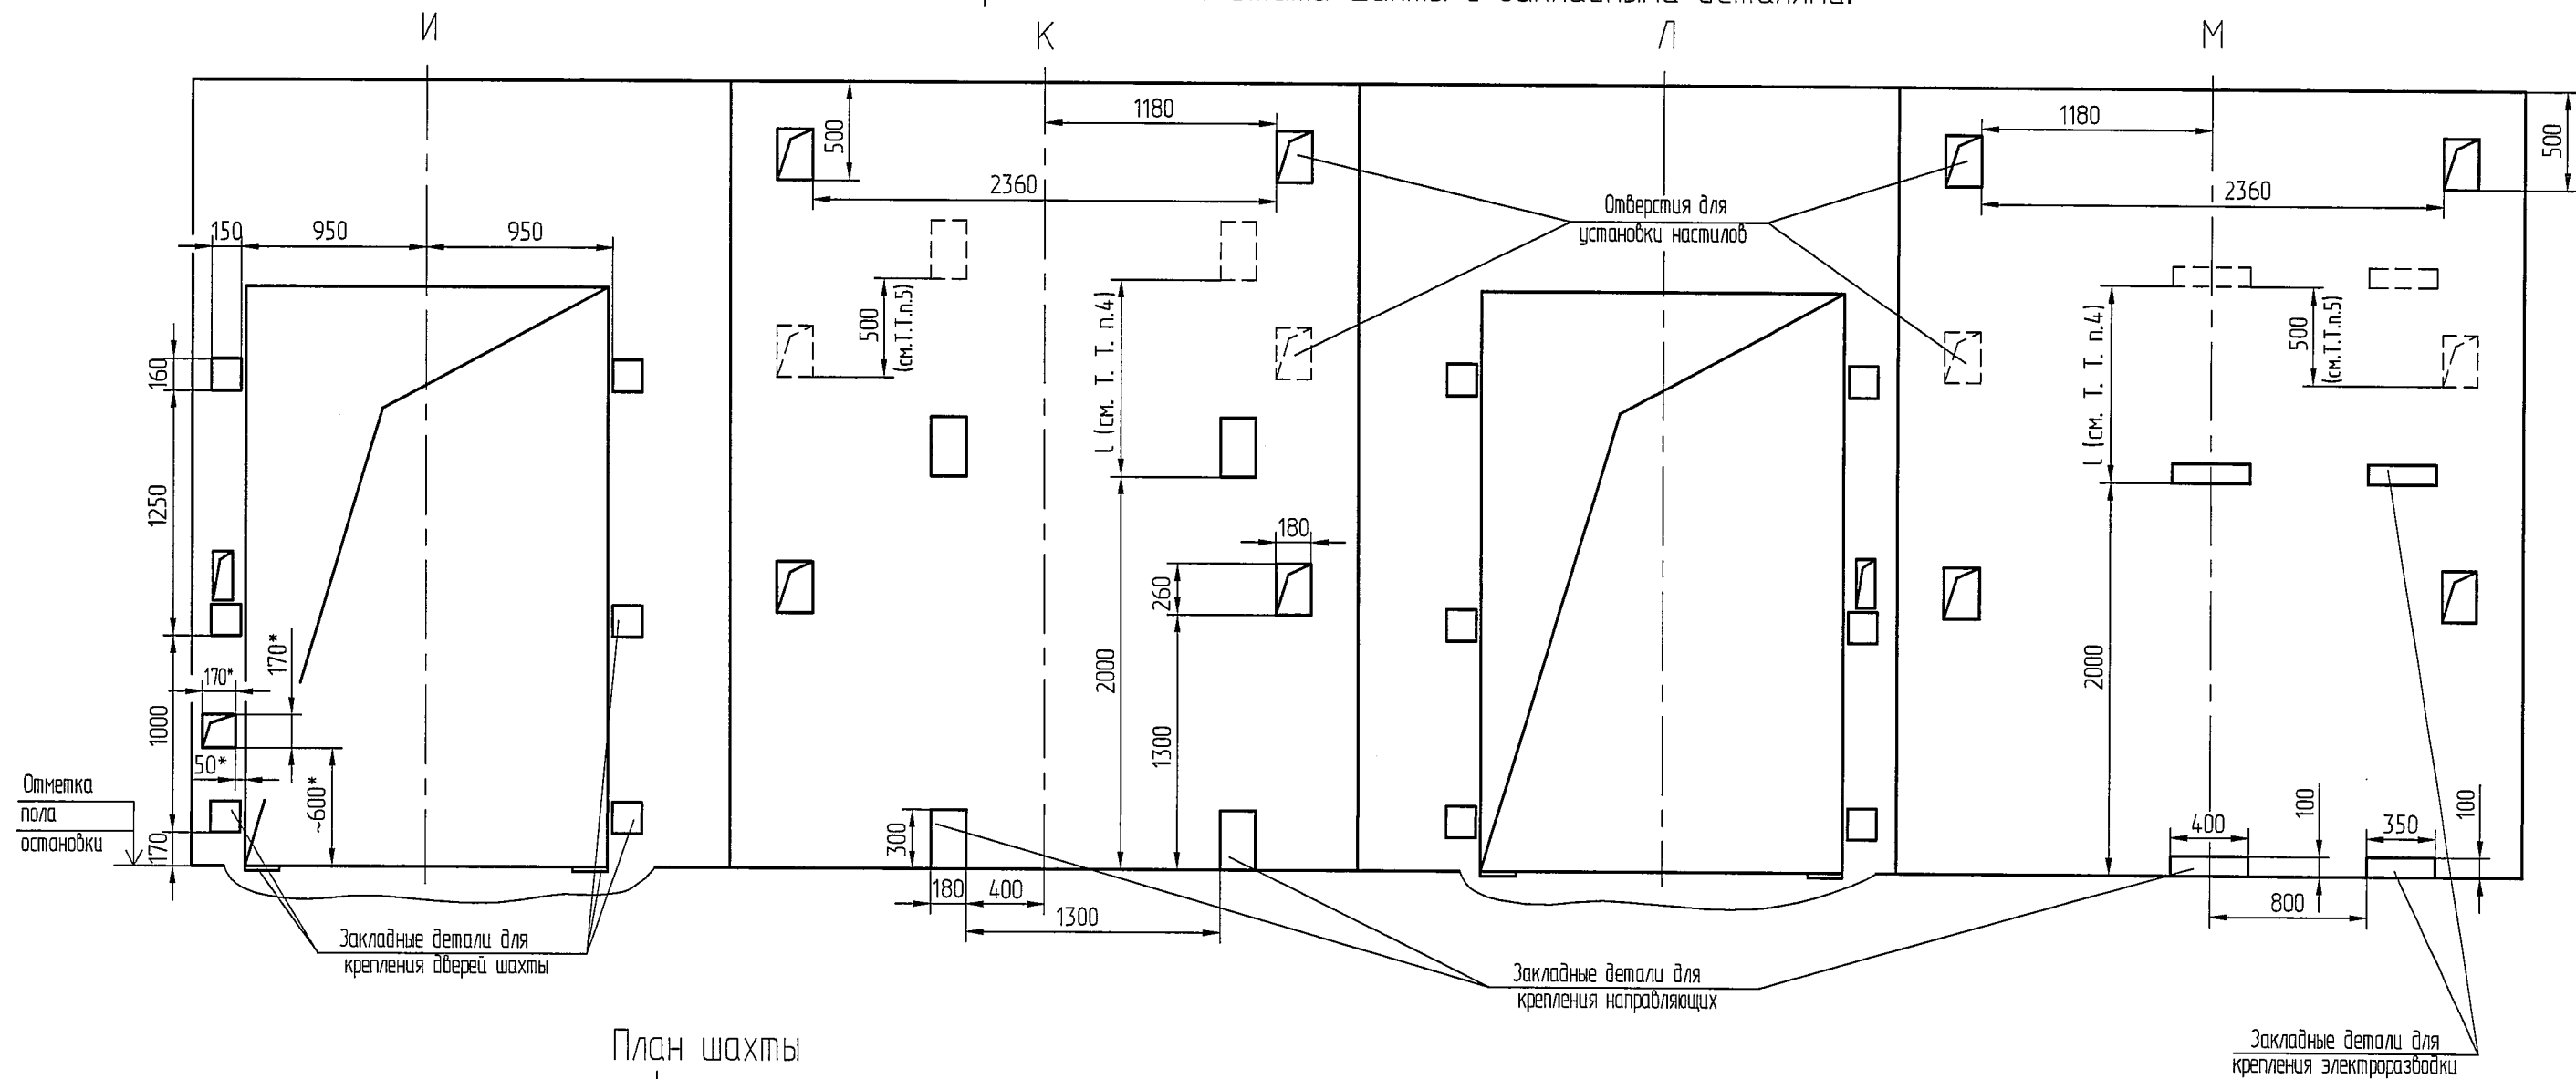 шахты с закладными деталями.
И
К
Л
М
1180
1180
500
500
2360
2360
Отверстия для
установки настилов
150
950
950
500
(см.Т.Т.п.5)
l (см. Т. Т. п.4)
l (см. Т. Т. п.4)
500
(см.Т.Т.п.5)
160
1250
180
260
170*
170*
2000
2000
1000
1300
50*
~600*
Отметка
пола
остановки
170
300
400
100
350
100
180
400
1300
800
Закладные детали для
крепления дверей шахты
Закладные детали для
крепления направляющих
Закладные детали для
крепления электроразводки
План шахты